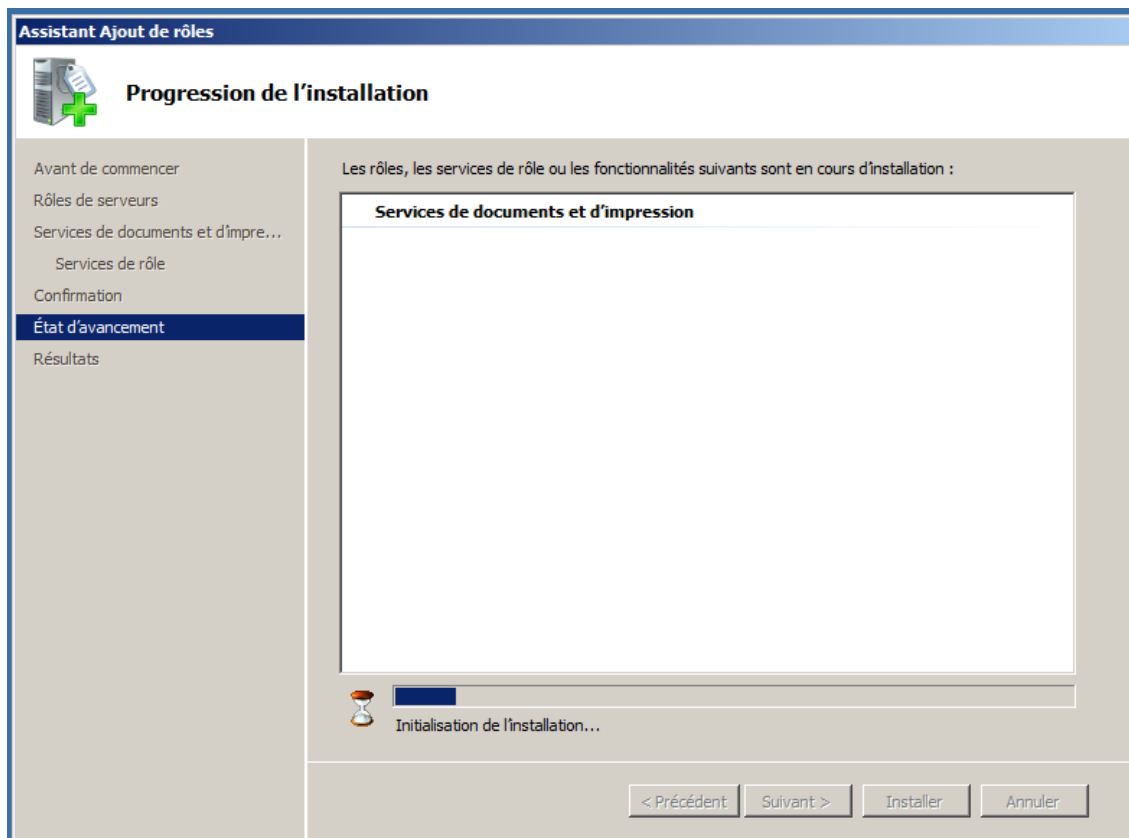 Assistant Ajout de rôles
Progression de l'installation
Avant de commencer
Rôles de serveurs
Services de documents et d'impre...
Services de rôle
Confirmation
État d'avancement
Résultats
Les rôles, les services de rôle ou les fonctionnalités suivants sont en cours d'installation :
Services de documents et d'impression
Initialisation de l'installation...
< Précédent
Suivant >
Installer
Annuler